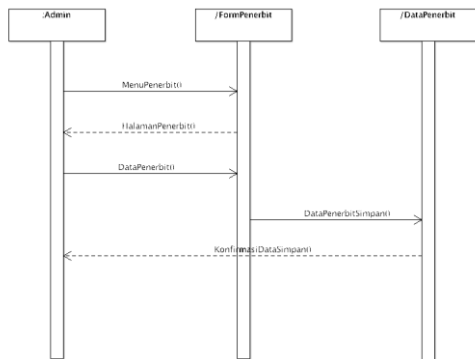 :Admin
/FormPenerbit
/DataPenerbit
MenuPenerbit()
HalamanPenerbit()
DataPenerbit()
DataPenerbitSimpan()
KonfirmasiDataSimpan()